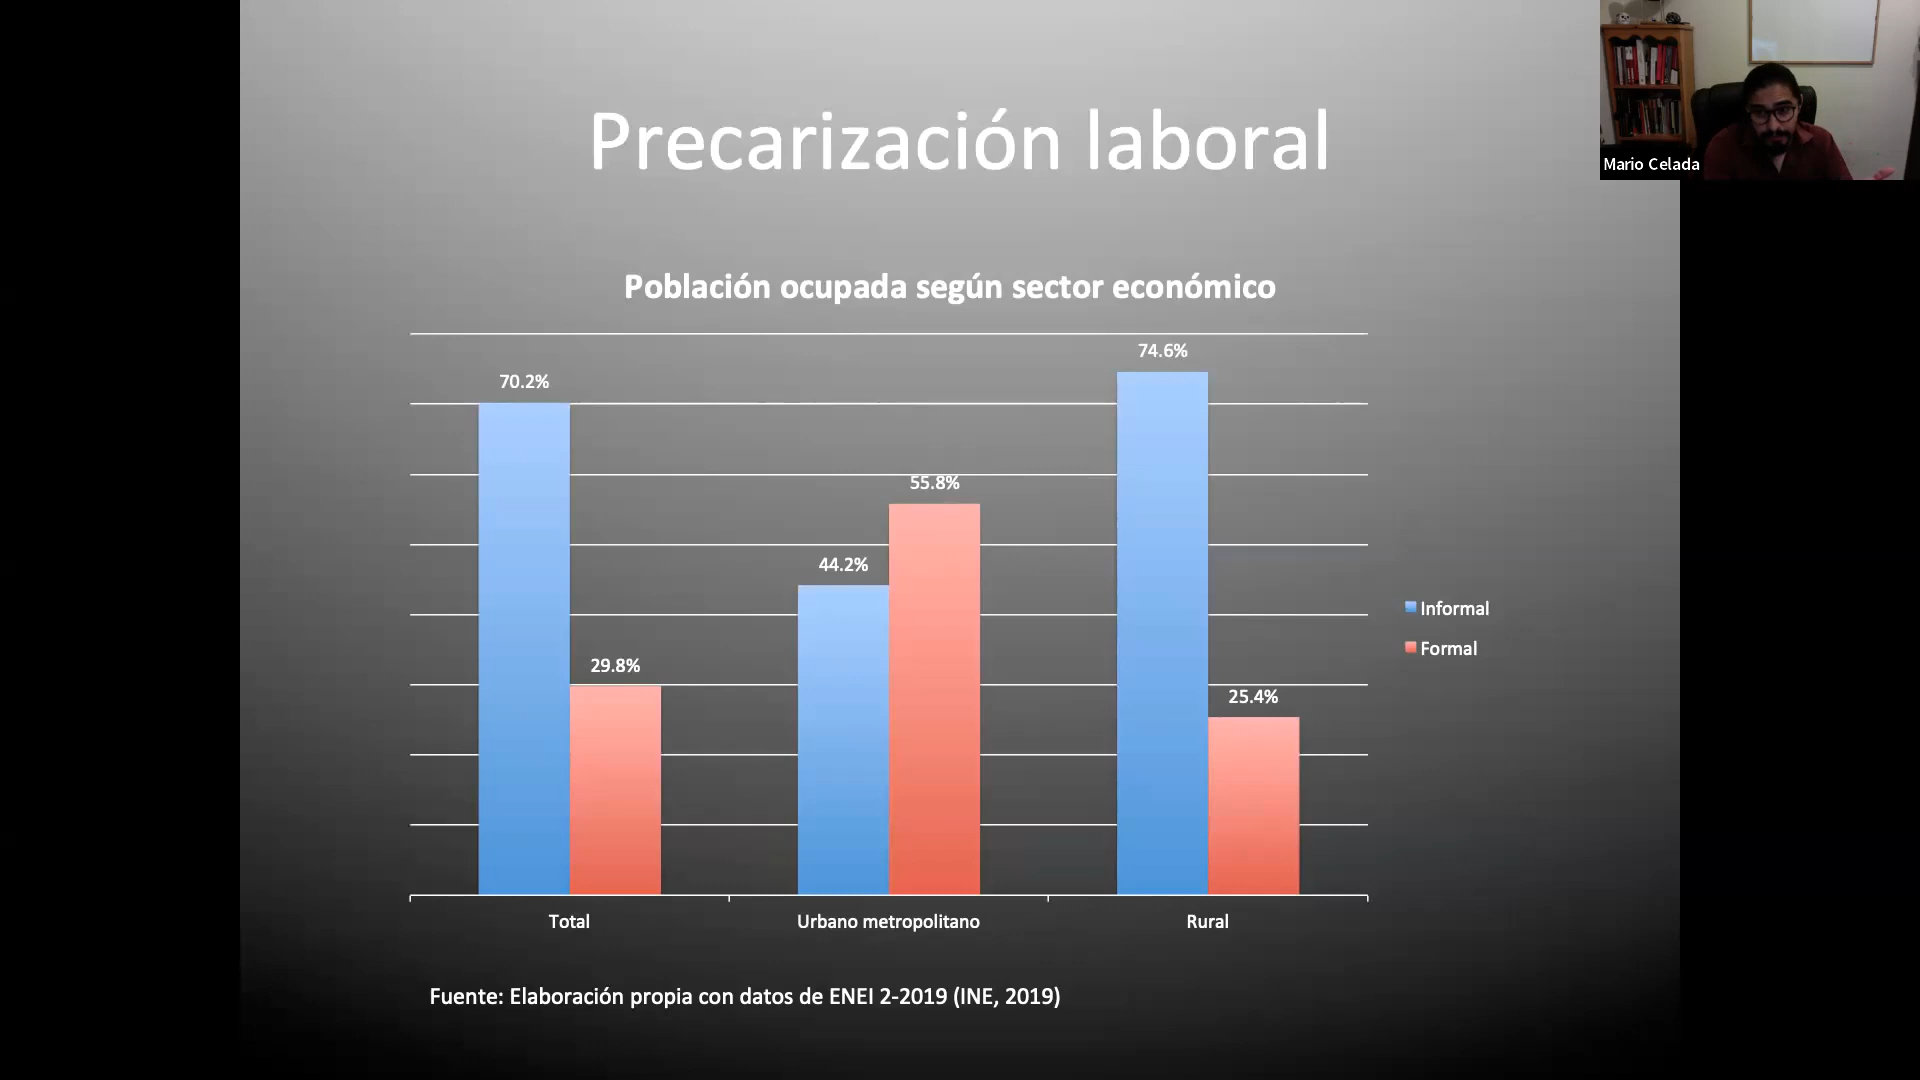 Precarización laboral
Mario Celada
Población ocupada según sector económico
70.2%
29.8%
44.2%
55.8%
74.6%
25.4%
Informal
Formal
Total
Urbano metropolitano
Rural
Fuente: Elaboración propia con datos de ENEI 2-2019 (INE, 2019)